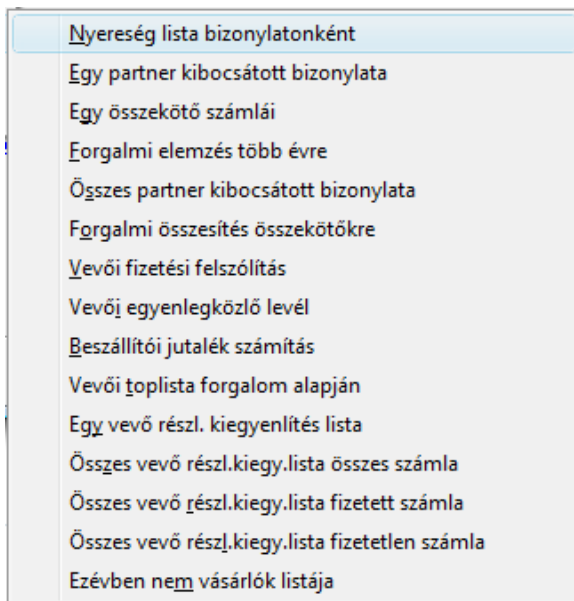 Nyereség lista bizonylatonként
Egy partner kibocsátott bizonylata
Egy összekötő számlái
Forgalmi elemzés több évre
Összes partner kibocsátott bizonylata
Forgalmi összesítés összekötőkre
Vevői fizetési felszólítás
Vevői egyenlegközlő levél
Beszállítói jutalék számítás
Vevői toplista forgalom alapján
Egy vevő részl. kiegyenlítés lista
Összes vevő részl.kiegy.lista összes számla
Összes vevő részl.kiegy.lista fizetett számla
Összes vevő részl.kiegy.lista fizetetlen számla
Ezévben nem vásárlók listája